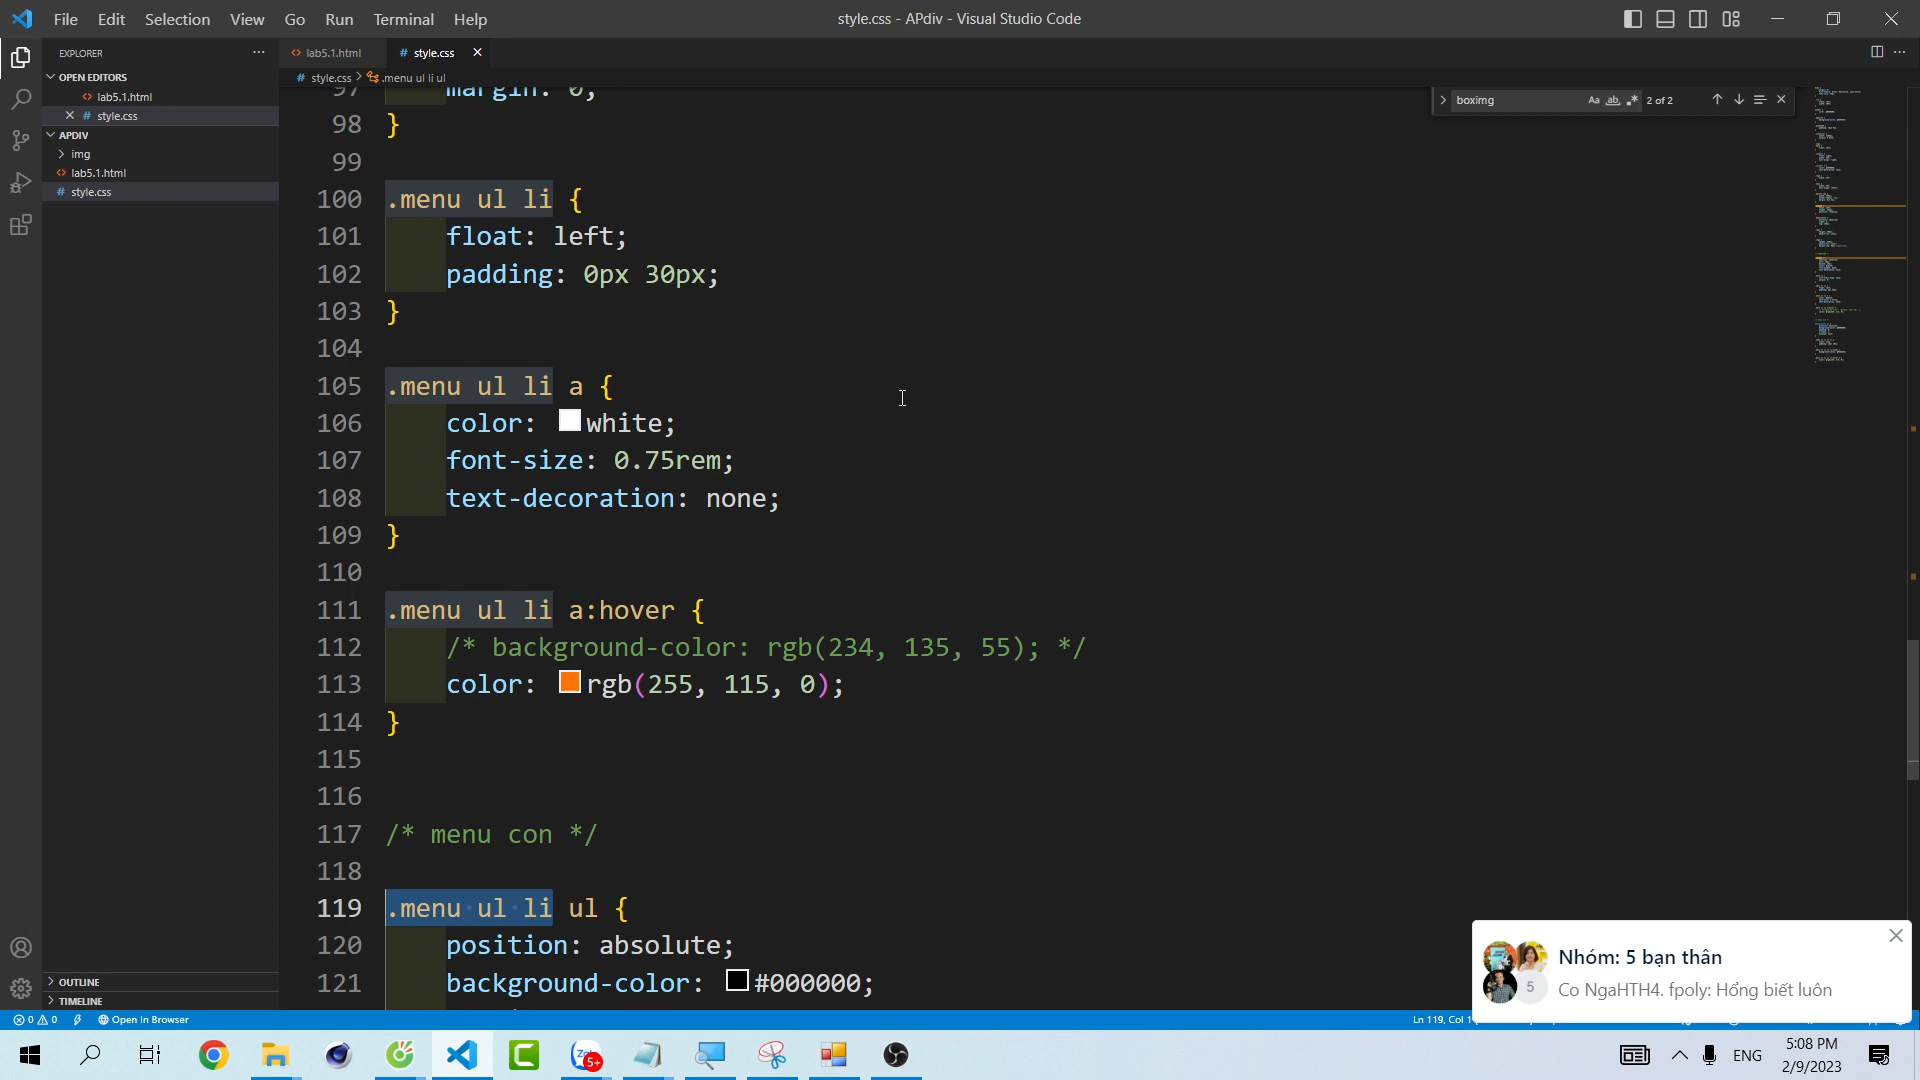 File Edit Selection View Go Run Terminal Help
style.css - APdiv - Visual Studio Code
EXPLORER
OPEN EDITORS
lab5.1.html
style.css
APDIV
img
lab5.1.html
style.css
OUTLINE
TIMELINE
lab5.1.html
# style.css
# style.css > .menu ul li ul
boximg
Aa ab .* 2 of 2
97 margin: 0;
98 }
99
100 .menu ul li {
101 float: left;
102 padding: 0px 30px;
103 }
104
105 .menu ul li a {
106 color: white;
107 font-size: 0.75rem;
108 text-decoration: none;
109 }
110
111 .menu ul li a:hover {
112 /* background-color: rgb(234, 135, 55); */
113 color: rgb(255, 115, 0);
114 }
115
116
117 /* menu con */
118
119 .menu ul li ul {
120 position: absolute;
121 background-color: #000000;
Nhóm: 5 bạn thân
5
Co NgaHTH4. fpoly: Hổng biết luôn
0 0
Open In Browser
Ln 119, Col 1
5+
ENG
5:08 PM
2/9/2023